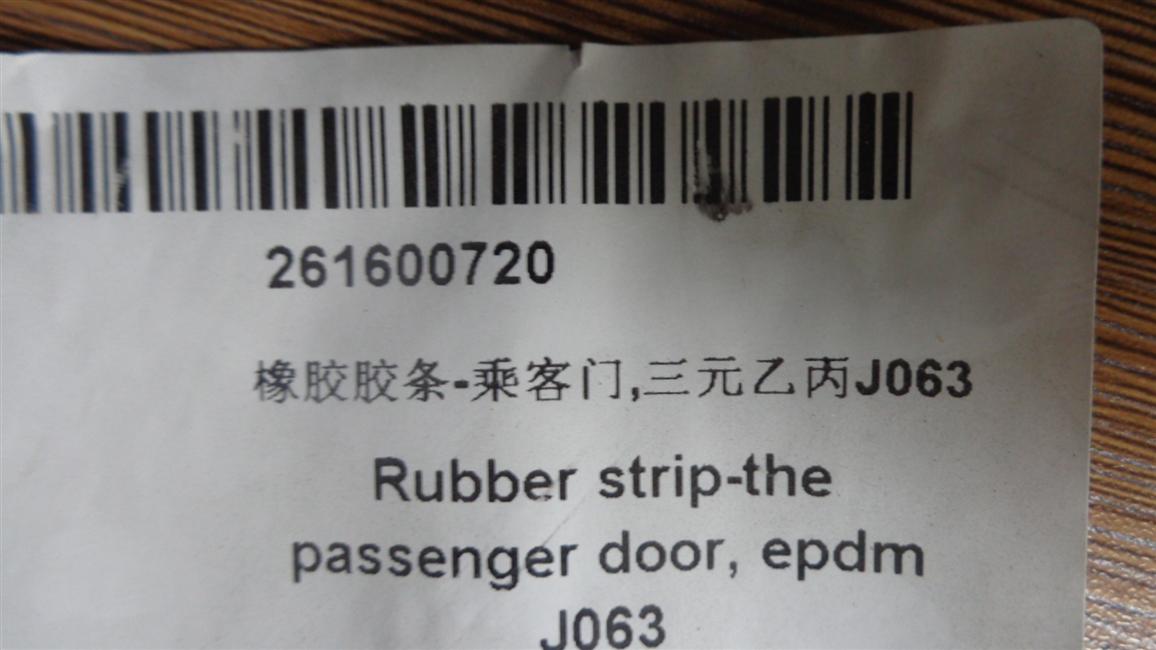 261600720
橡胶胶条-乘客门,三元乙丙J063
Rubber strip-the
passenger door, epdm
J063